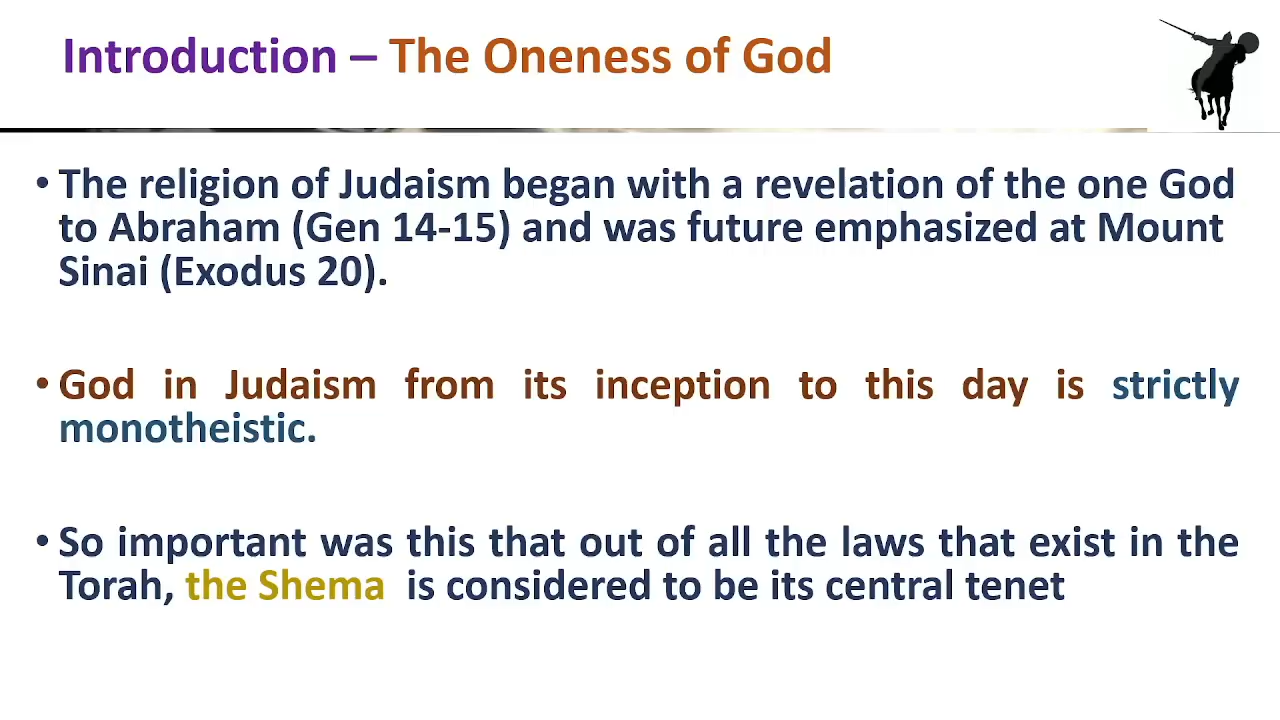 Introduction – The Oneness of God
• The religion of Judaism began with a revelation of the one God
to Abraham (Gen 14-15) and was future emphasized at Mount
Sinai (Exodus 20).
• God in Judaism from its inception to this day is strictly
monotheistic.
• So important was this that out of all the laws that exist in the
Torah, the Shema is considered to be its central tenet